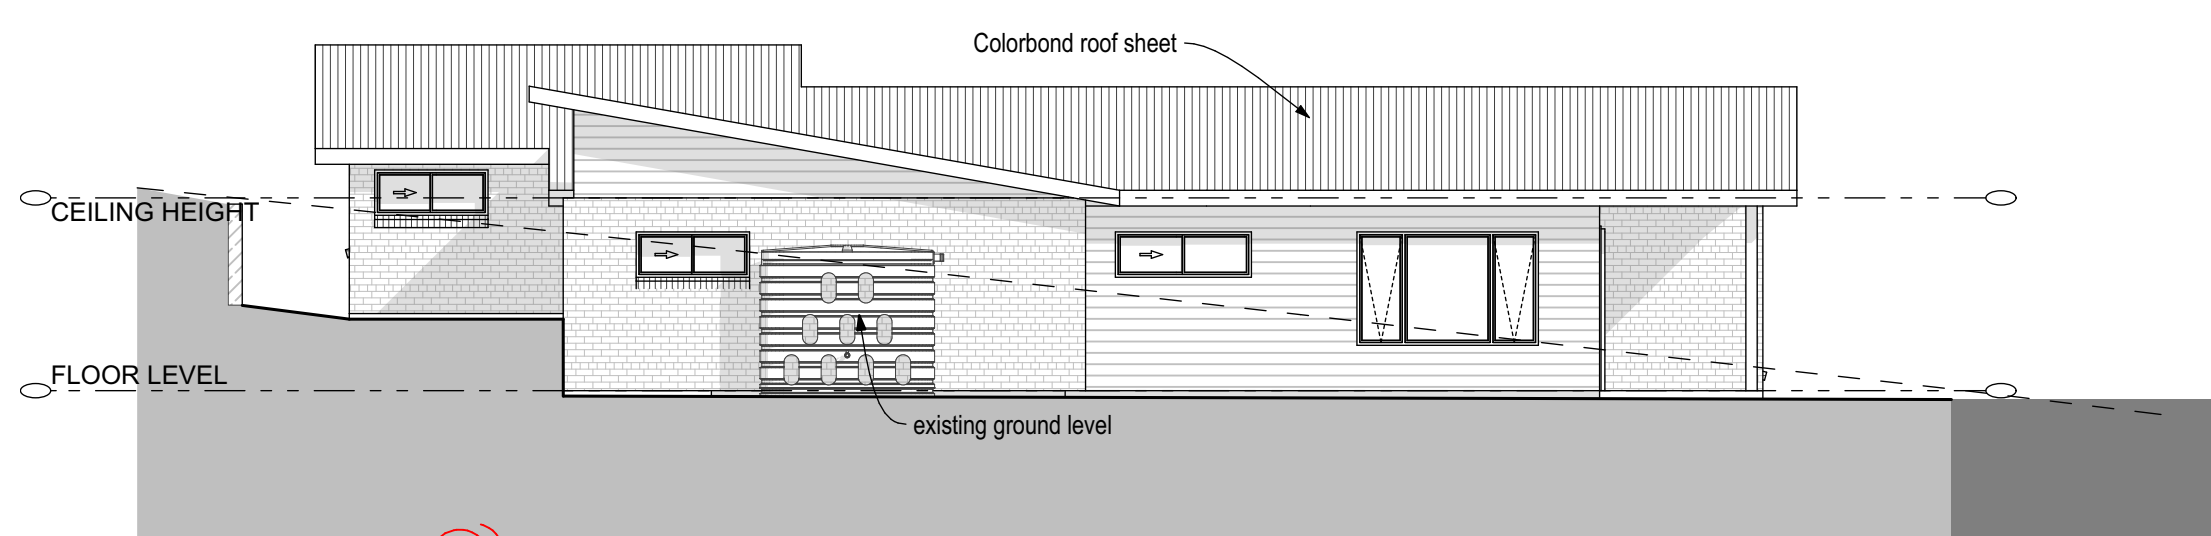 Colorbond roof sheet
CEILING HEIGHT
FLOOR LEVEL
existing ground level